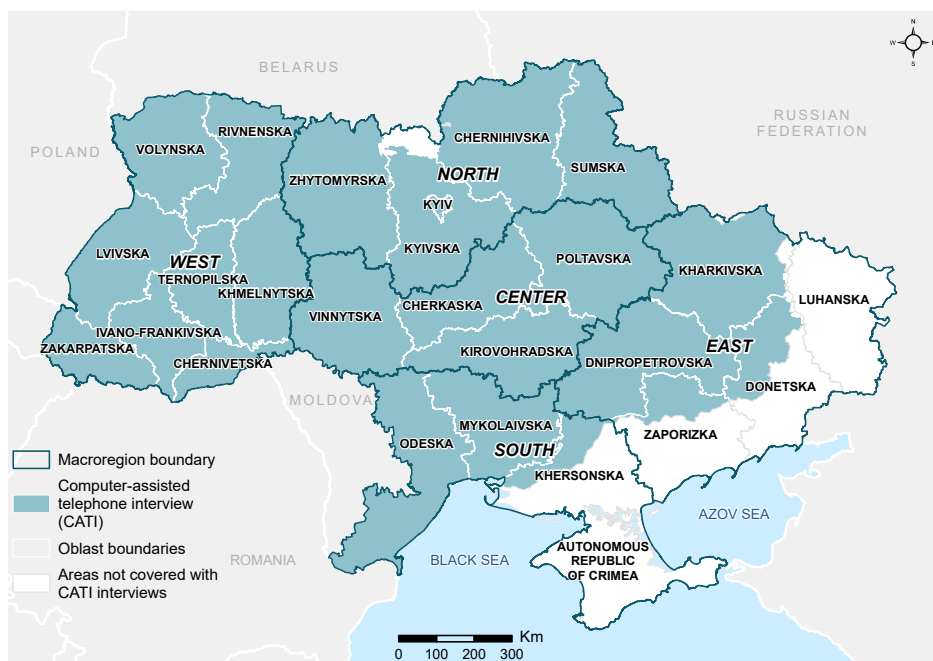 N
W
E
S
BELARUS
RUSSIAN
FEDERATION
POLAND
VOLYNSKA
RIVNENSKA
CHERNIHIVSKA
ZHYTOMYRSKA
NORTH
SUMSKA
KYIV
LVIVSKA
KYIVSKA
WEST
TERNOPILSKA
POLTAVSKA
KHARKIVSKA
KHMELNYTSKA
CENTER
LUHANSKA
VINNYTSKA
CHERKASKA
IVANO-FRANKIVSKA
ZAKARPATSKA
CHERNIVETSKA
KIROVOHRADSKA
EAST
DNIPROPETROVSKA
DONETSKA
MOLDOVA
MYKOLAIVSKA
ODESKA
SOUTH
ZAPORIZKA
KHERSONSKA
Macroregion boundary
Computer-assisted
telephone interview
(CATI)
Oblast boundaries
Areas not covered with
CATI interviews
ROMANIA
BLACK SEA
AZOV SEA
AUTONOMOUS
REPUBLIC
OF CRIMEA
Km
0 100 200 300